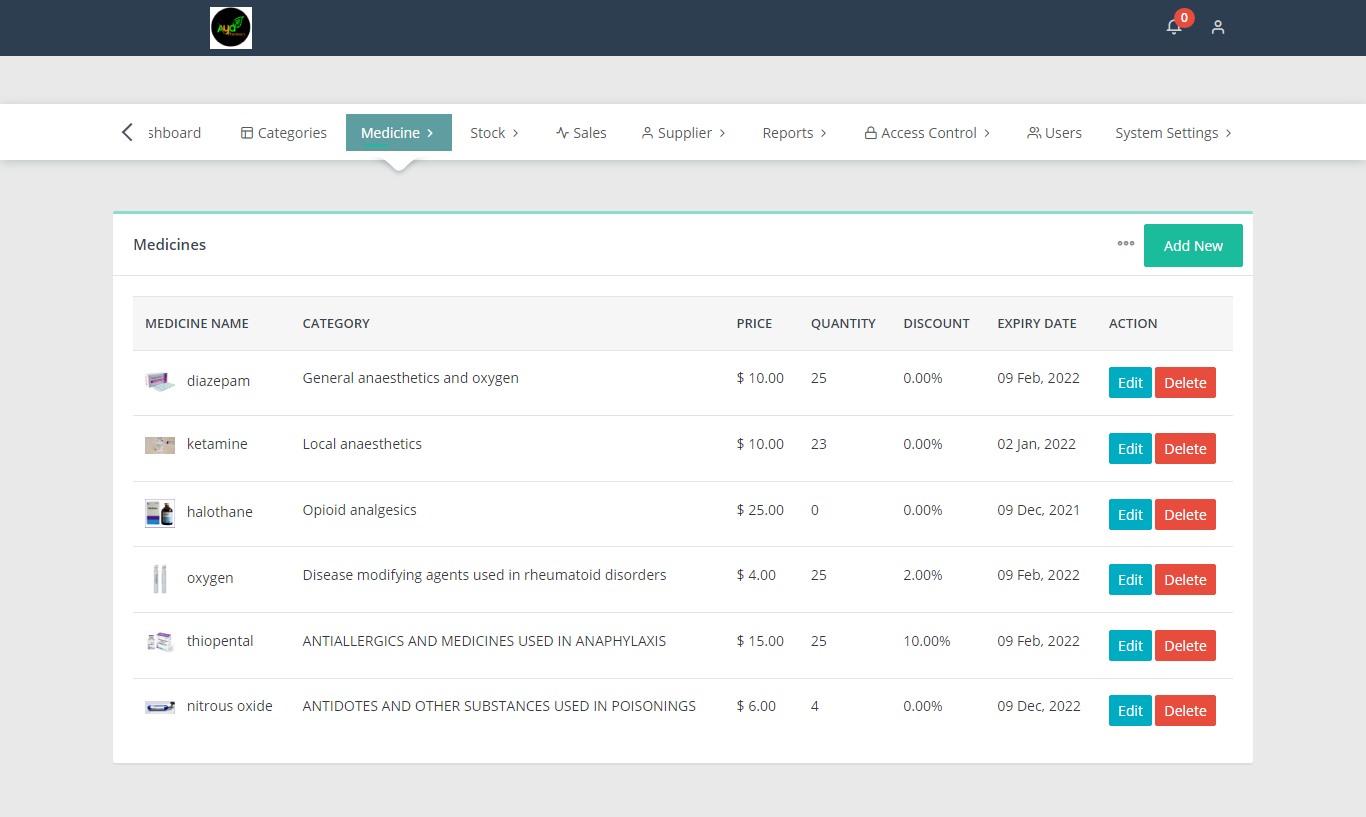 Aya
0
shboard Categories Medicine Stock Sales Supplier Reports Access Control Users System Settings
Medicines
Add New
MEDICINE NAME CATEGORY PRICE QUANTITY DISCOUNT EXPIRY DATE ACTION
diazepam General anaesthetics and oxygen $ 10.00 25 0.00% 09 Feb, 2022 Edit Delete
ketamine Local anaesthetics $ 10.00 23 0.00% 02 Jan, 2022 Edit Delete
halothane Opioid analgesics $ 25.00 0 0.00% 09 Dec, 2021 Edit Delete
oxygen Disease modifying agents used in rheumatoid disorders $ 4.00 25 2.00% 09 Feb, 2022 Edit Delete
thiopental ANTIALLERGICS AND MEDICINES USED IN ANAPHYLAXIS $ 15.00 25 10.00% 09 Feb, 2022 Edit Delete
nitrous oxide ANTIDOTES AND OTHER SUBSTANCES USED IN POISONINGS $ 6.00 4 0.00% 09 Dec, 2022 Edit Delete